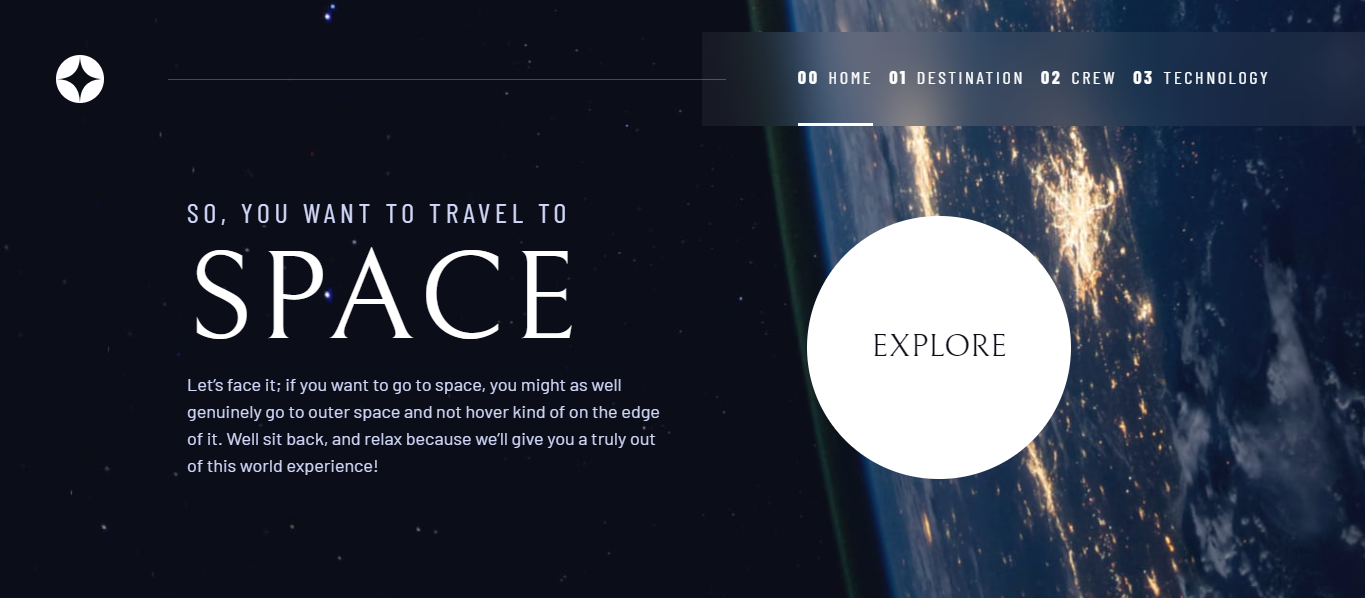 00 HOME 01 DESTINATION 02 CREW 03 TECHNOLOGY
SO, YOU WANT TO TRAVEL TO
SPACE
Let’s face it; if you want to go to space, you might as well
genuinely go to outer space and not hover kind of on the edge
of it. Well sit back, and relax because we’ll give you a truly out
of this world experience!
EXPLORE